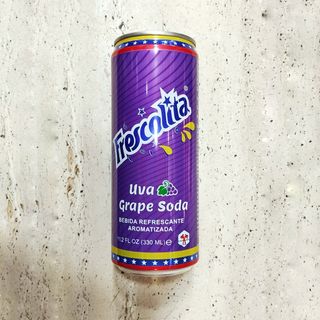 Frescolita
Uva
Grape Soda
BEBIDA REFRESCANTE
AROMATIZADA
11.2 FL OZ (330 ML) e